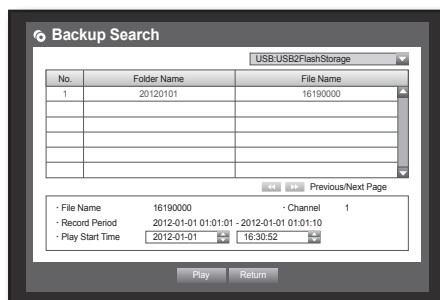 Backup Search
USB:USB2FlashStorage
No. Folder Name File Name
1 20120101 16190000
Previous/Next Page
· File Name 16190000 · Channel 1
· Record Period 2012-01-01 01:01:01 - 2012-01-01 01:01:10
· Play Start Time 2012-01-01 16:30:52
Play Return